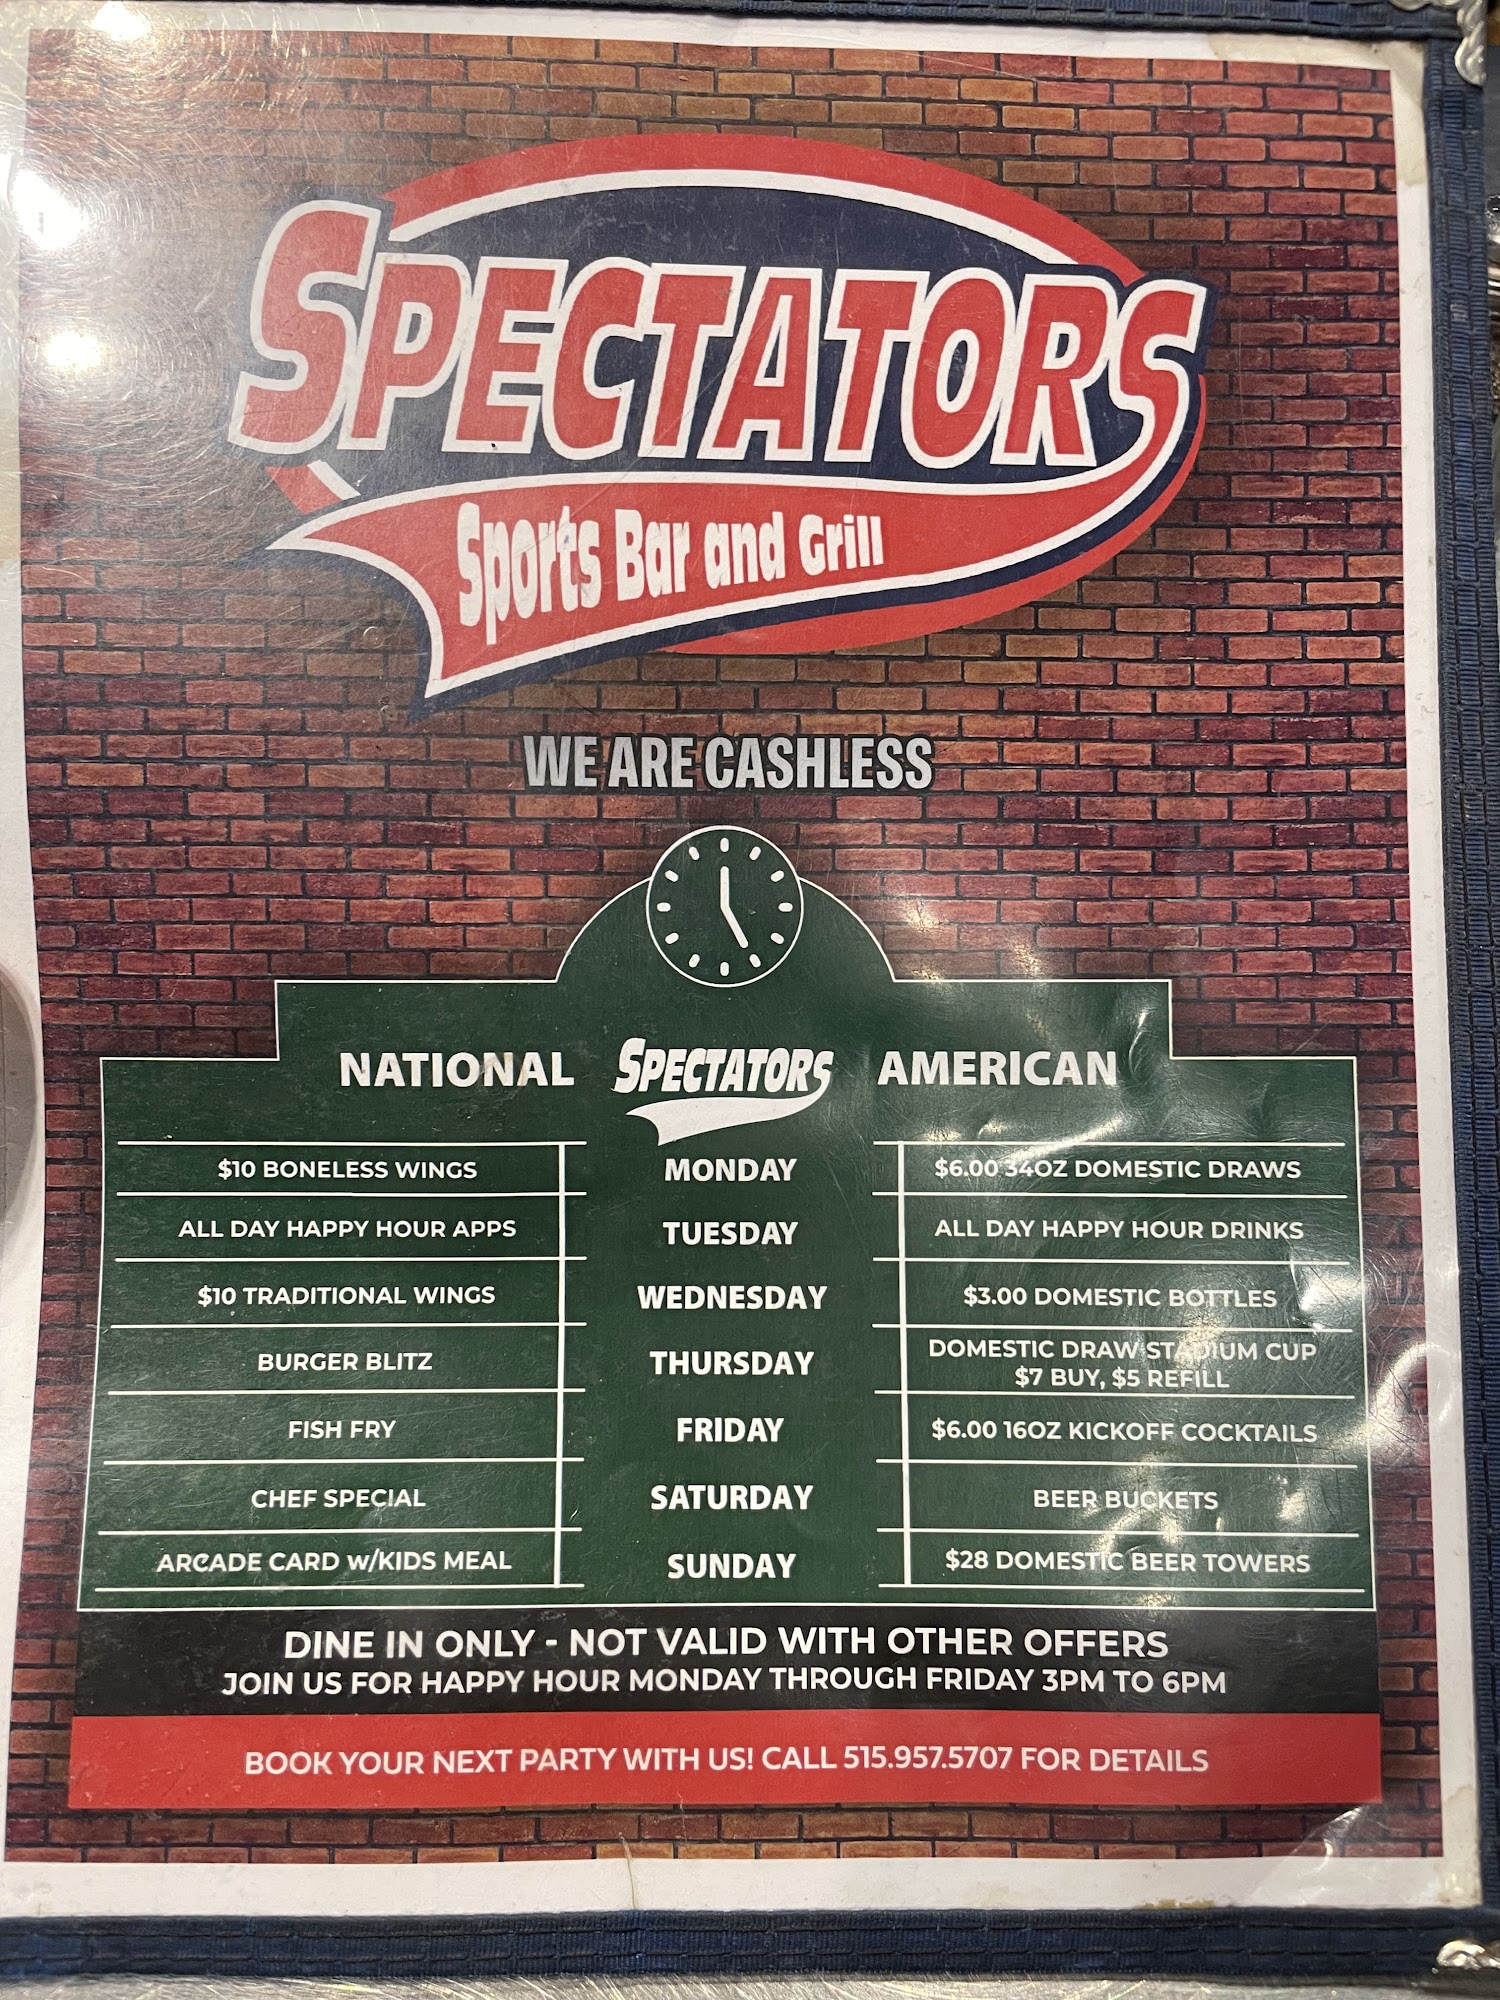 SPECTATORS
Sports Bar and Grill
WE ARE CASHLESS
NATIONAL SPECTATORS AMERICAN
$10 BONELESS WINGS MONDAY $6.00 34OZ DOMESTIC DRAWS
ALL DAY HAPPY HOUR APPS TUESDAY ALL DAY HAPPY HOUR DRINKS
$10 TRADITIONAL WINGS WEDNESDAY $3.00 DOMESTIC BOTTLES
BURGER BLITZ THURSDAY DOMESTIC DRAW STADIUM CUP
$7 BUY, $5 REFILL
FISH FRY FRIDAY $6.00 16OZ KICKOFF COCKTAILS
CHEF SPECIAL SATURDAY BEER BUCKETS
ARCADE CARD w/KIDS MEAL SUNDAY $28 DOMESTIC BEER TOWERS
DINE IN ONLY - NOT VALID WITH OTHER OFFERS
JOIN US FOR HAPPY HOUR MONDAY THROUGH FRIDAY 3PM TO 6PM
BOOK YOUR NEXT PARTY WITH US! CALL 515.957.5707 FOR DETAILS